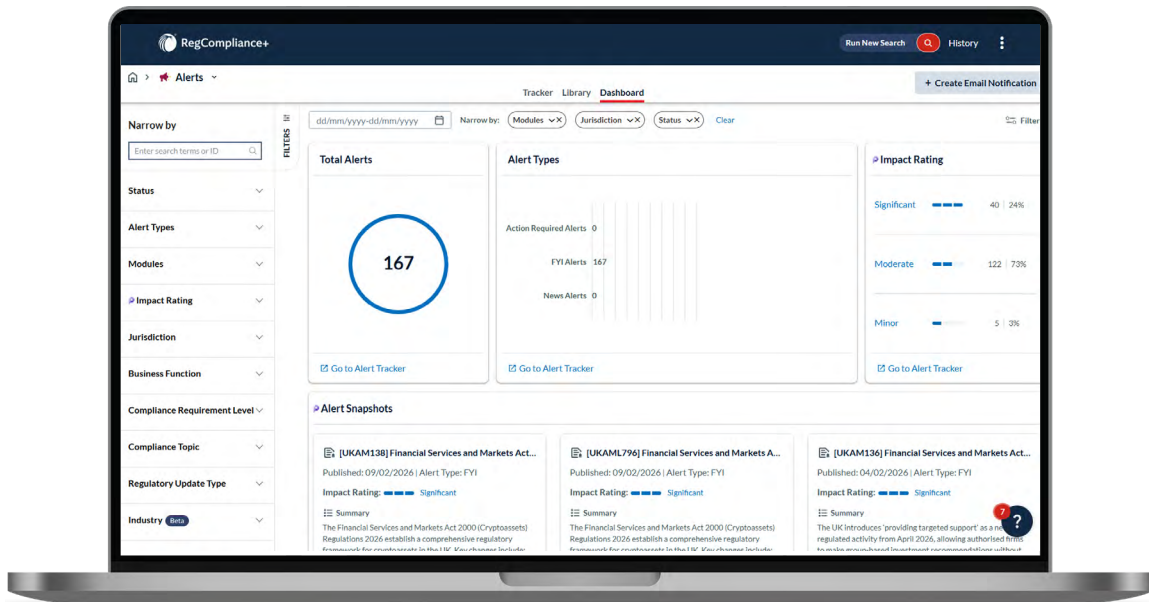 RegCompliance+
Run New Search
History
Alerts
Tracker Library Dashboard
+ Create Email Notification
Narrow by
Enter search terms or ID
Status
Alert Types
Modules
Impact Rating
Jurisdiction
Business Function
Compliance Requirement Level
Compliance Topic
Regulatory Update Type
Industry Beta
FILTERS
dd/mm/yyyy-dd/mm/yyyy
Narrow by: Modules Jurisdiction Status Clear
Filter
Total Alerts
167
Go to Alert Tracker
Alert Types
Action Required Alerts 0
FYI Alerts 167
News Alerts 0
Go to Alert Tracker
Impact Rating
Significant 40 | 24%
Moderate 122 | 73%
Minor 5 | 3%
Go to Alert Tracker
Alert Snapshots
[UKAM138] Financial Services and Markets Act...
Published: 09/02/2026 | Alert Type: FYI
Impact Rating: Significant
Summary
The Financial Services and Markets Act 2000 (Cryptoassets)
Regulations 2026 establish a comprehensive regulatory
framework for cryptoassets in the UK. Key changes include:
[UKAML796] Financial Services and Markets A...
Published: 09/02/2026 | Alert Type: FYI
Impact Rating: Significant
Summary
The Financial Services and Markets Act 2000 (Cryptoassets)
Regulations 2026 establish a comprehensive regulatory
framework for cryptoassets in the UK. Key changes include:
[UKAM136] Financial Services and Markets Act...
Published: 04/02/2026 | Alert Type: FYI
Impact Rating: Significant
Summary
The UK introduces 'providing targeted support' as a
regulated activity from April 2026, allowing authorised firms
to make group-based investment recommendations without
7
?